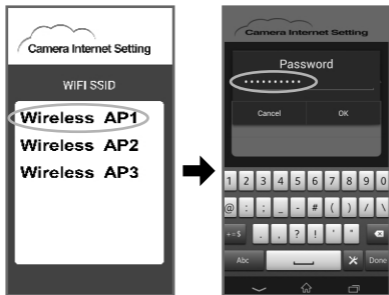 Camera Internet Setting
WIFI SSID
Wireless AP1
Wireless AP2
Wireless AP3
Camera Internet Setting
Password
••••••••••
Cancel OK
1 2 3 4 5 6 7 8 9 0
@ : ; _ - # ( ) / \
+=$ . , ? ! ' "
Abc Done